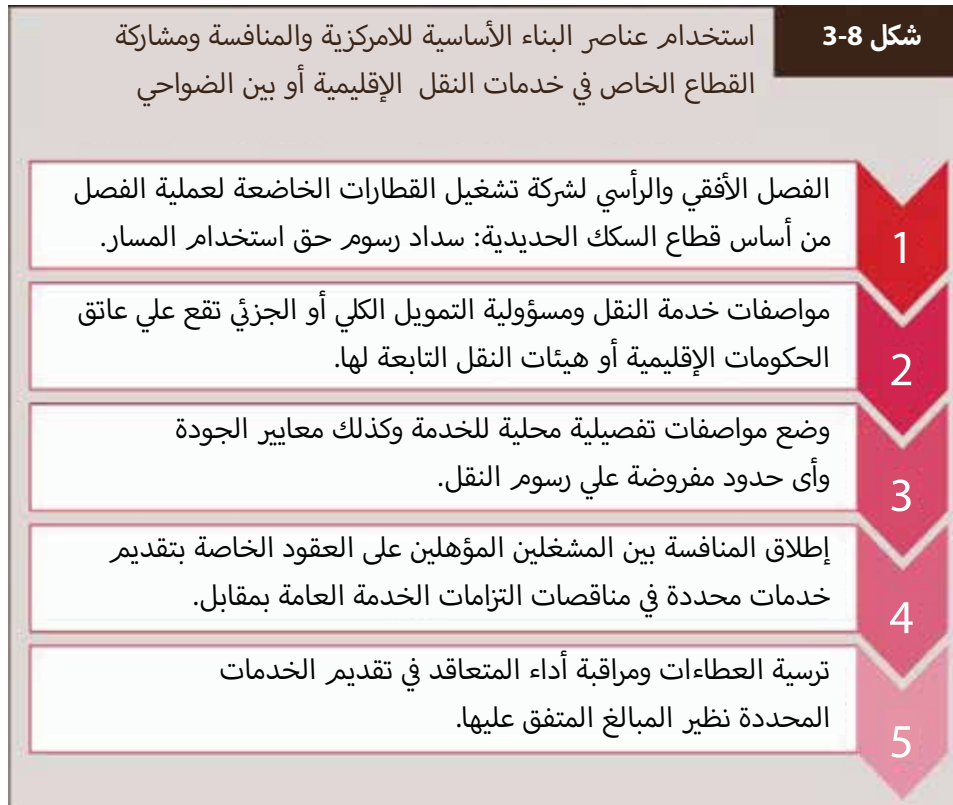 شكل 8-3
استخدام عناصر البناء الأساسية للامركزية والمنافسة ومشاركة
القطاع الخاص في خدمات النقل الإقليمية أو بين الضواحي
الفصل الأفقي والرأسي لشركة تشغيل القطارات الخاضعة لعملية الفصل
من أساس قطاع السكك الحديدية: سداد رسوم حق استخدام المسار.
1
مواصفات خدمة النقل ومسؤولية التمويل الكلي أو الجزئي تقع علي عاتق
الحكومات الإقليمية أو هيئات النقل التابعة لها.
2
وضع مواصفات تفصيلية محلية للخدمة وكذلك معايير الجودة
وأى حدود مفروضة علي رسوم النقل.
3
إطلاق المنافسة بين المشغلين المؤهلين على العقود الخاصة بتقديم
خدمات محددة في مناقصات التزامات الخدمة العامة بمقابل.
4
ترسية العطاءات ومراقبة أداء المتعاقد في تقديم الخدمات
المحددة نظير المبالغ المتفق عليها.
5